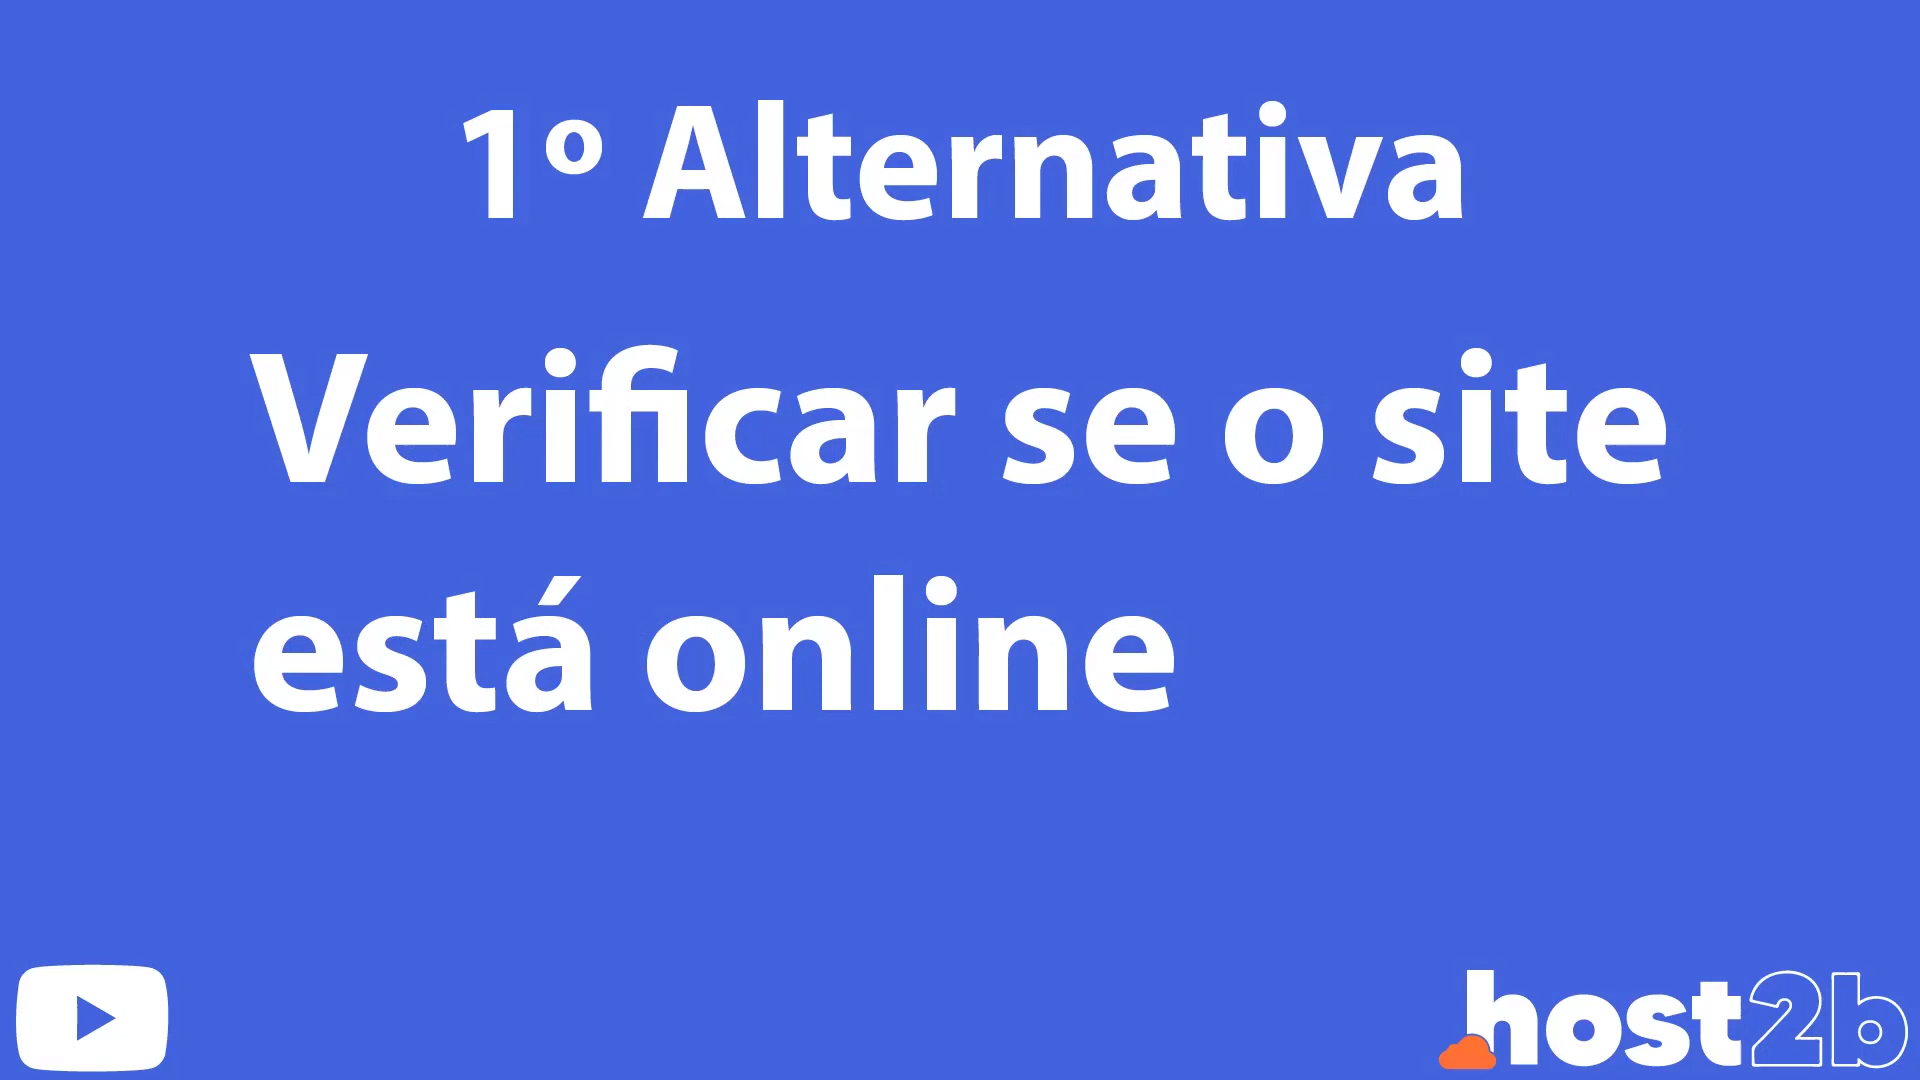 1º Alternativa
Verificar se o site
está online
host2b